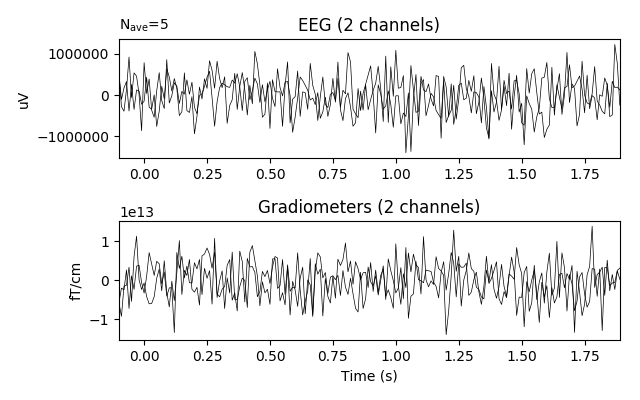 Nave=5
EEG (2 channels)
uV
1000000
0
−1000000
0.00 0.25 0.50 0.75 1.00 1.25 1.50 1.75
1e13
Gradiometers (2 channels)
fT/cm
1
0
−1
0.00 0.25 0.50 0.75 1.00 1.25 1.50 1.75
Time (s)